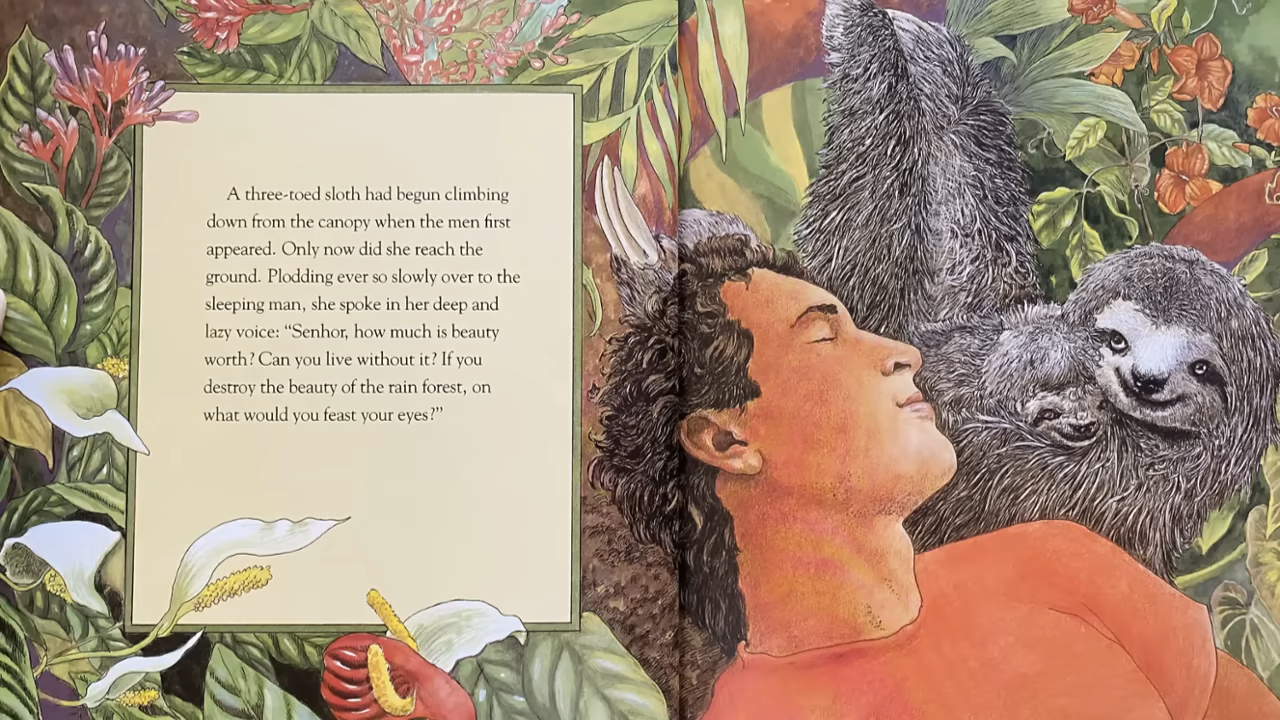 A three-toed sloth had begun climbing
down from the canopy when the men first
appeared. Only now did she reach the
ground. Plodding ever so slowly over to the
sleeping man, she spoke in her deep and
lazy voice: “Senhor, how much is beauty
worth? Can you live without it? If you
destroy the beauty of the rain forest, on
what would you feast your eyes?”